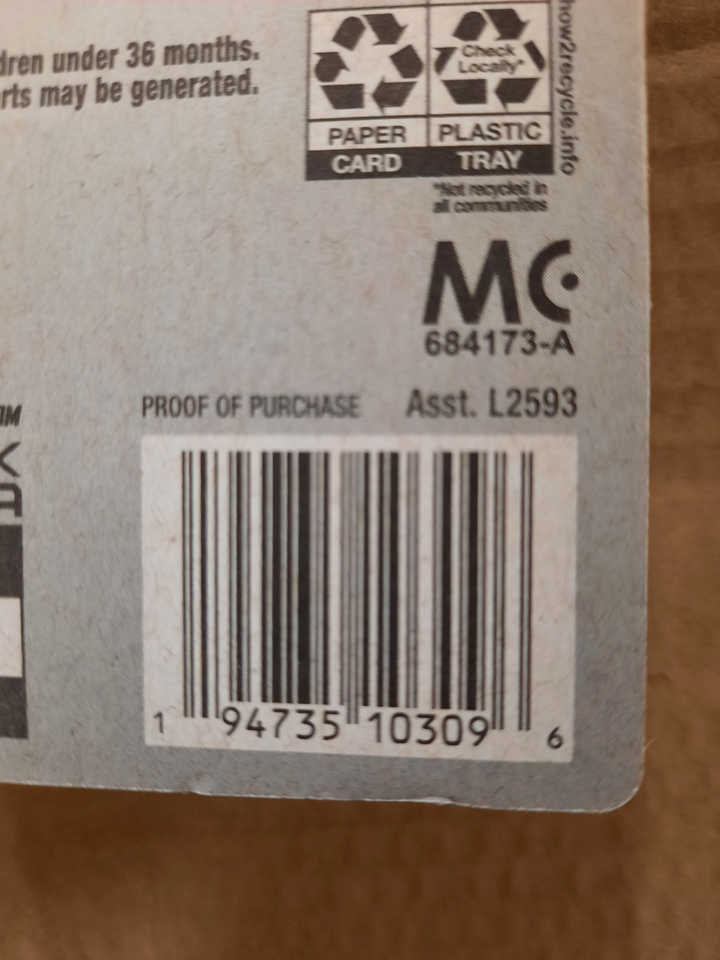 dren under 36 months.
rts may be generated.
Check
Locally*
PAPER PLASTIC
CARD TRAY
how2recycle.info
*Not recycled in
all communities
MC
684173-A
PROOF OF PURCHASE Asst. L2593
1 94735 10309 6